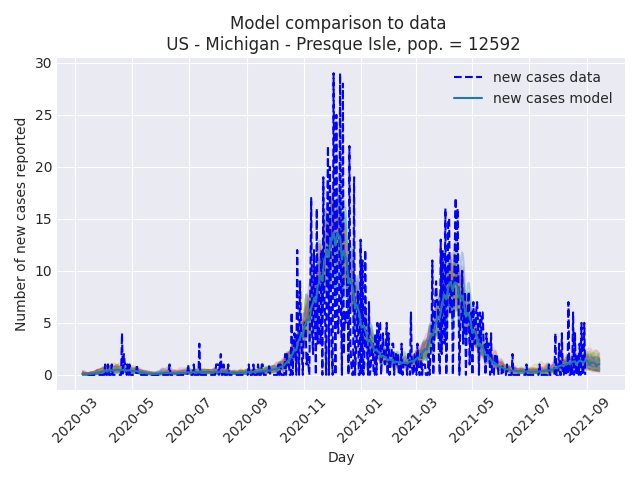 Model comparison to data
US - Michigan - Presque Isle, pop. = 12592
30
25
20
15
10
5
0
Number of new cases reported
new cases data
new cases model
2020-03
2020-05
2020-07
2020-09
2020-11
2021-01
2021-03
2021-05
2021-07
2021-09
Day